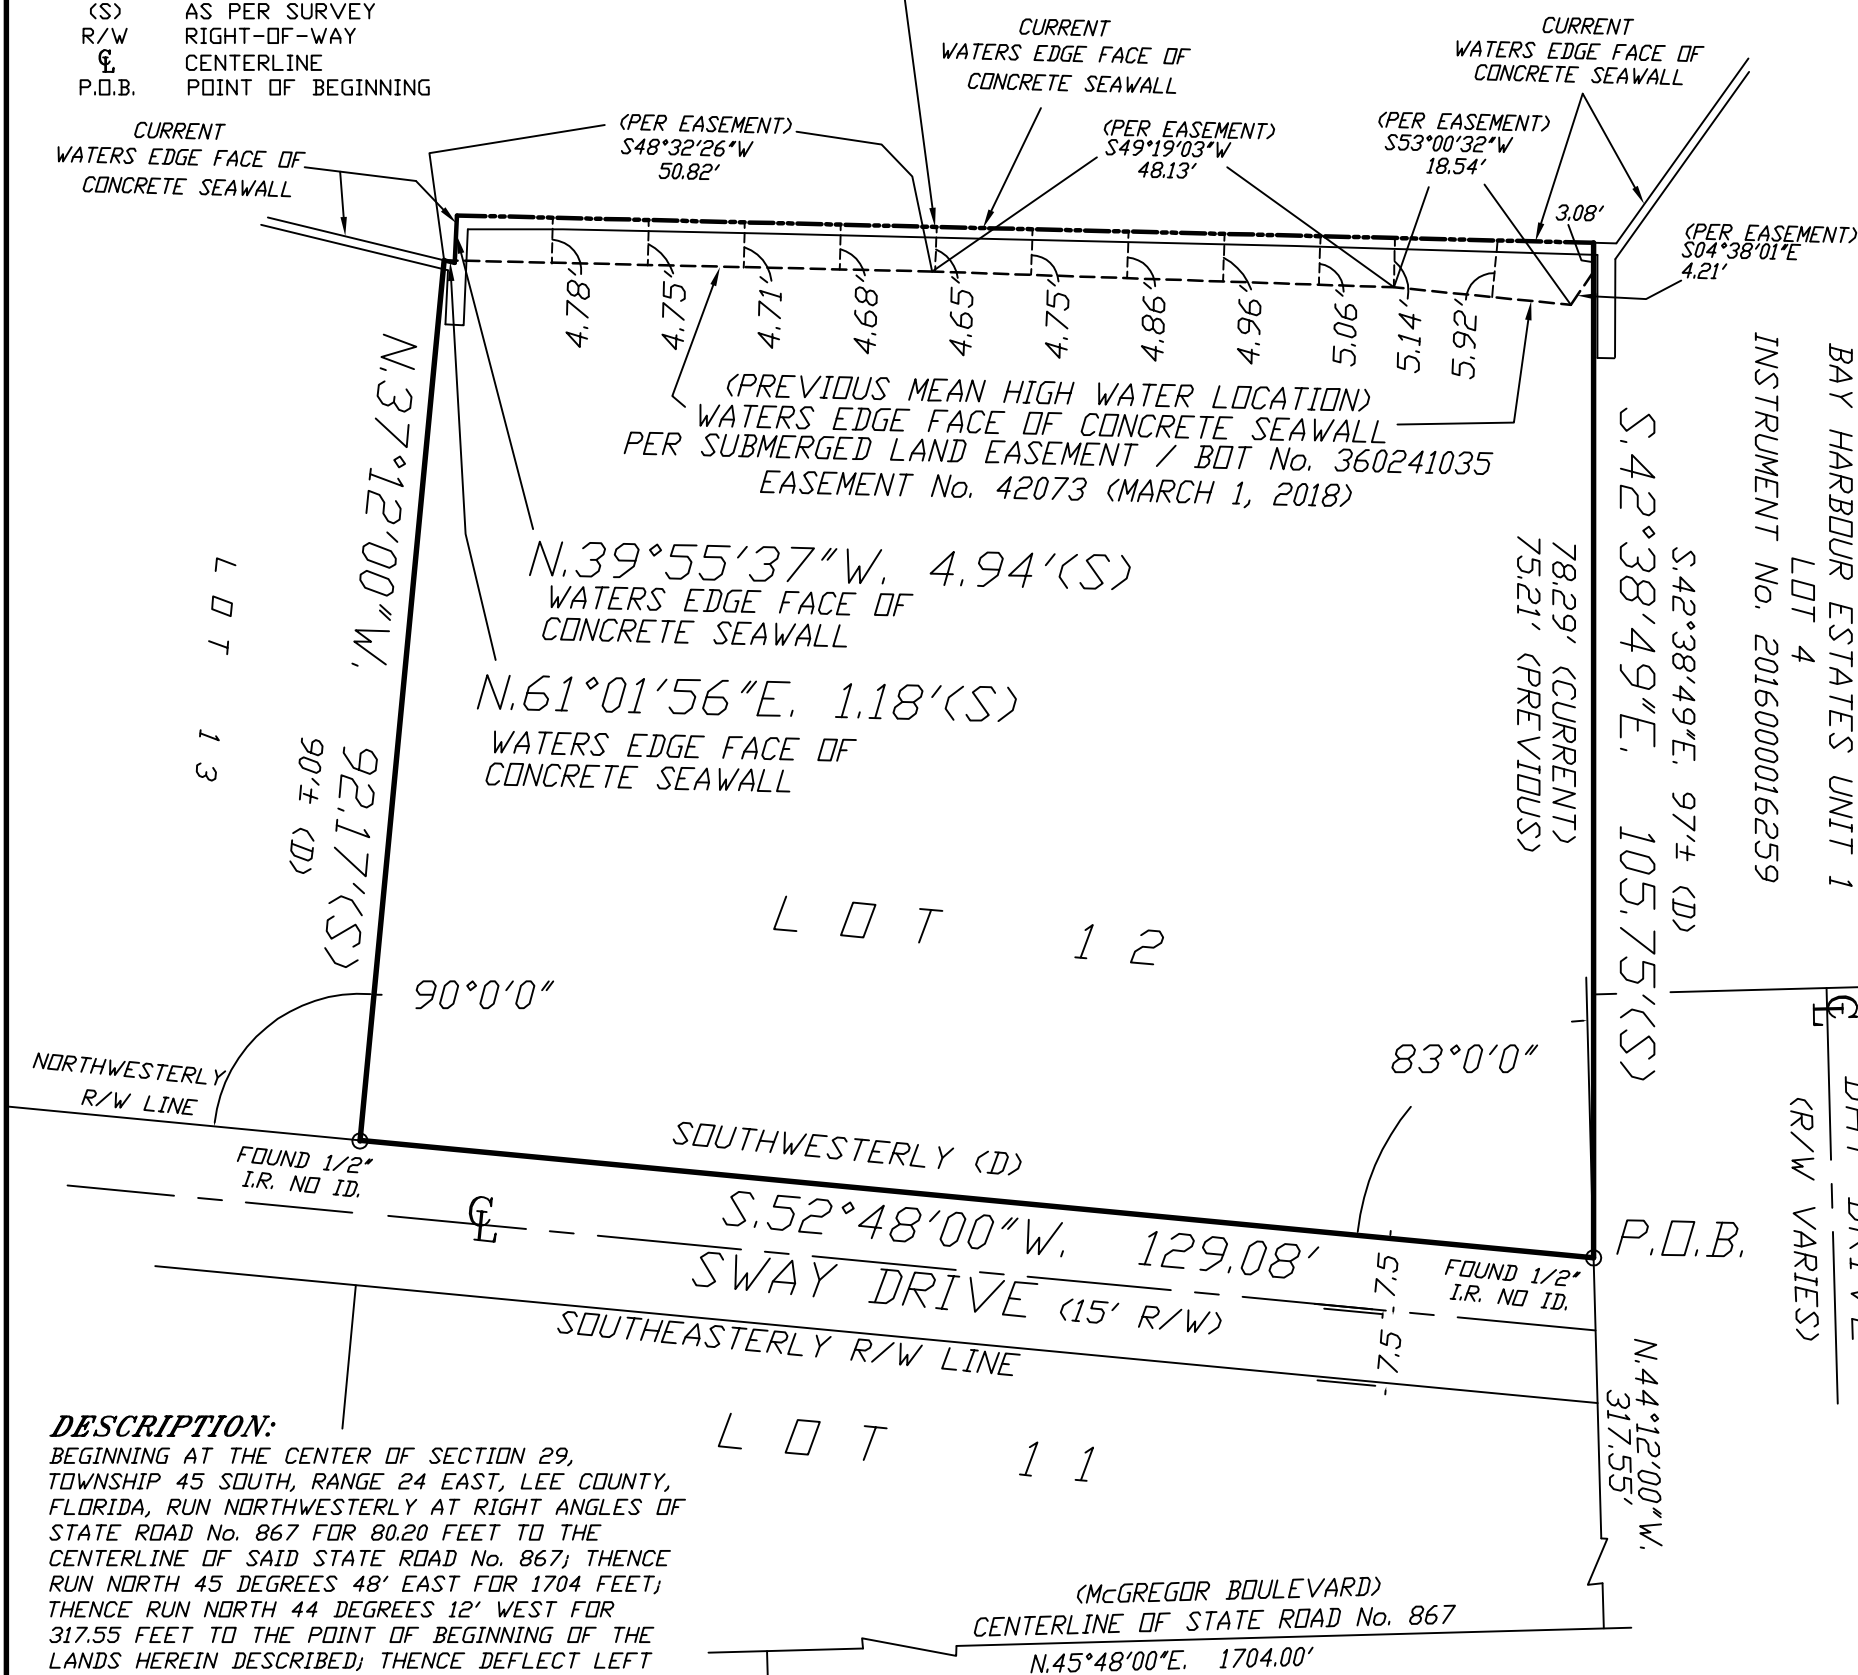 (S) AS PER SURVEY
R/W RIGHT-OF-WAY
℄ CENTERLINE
P.O.B. POINT OF BEGINNING
CURRENT
WATERS EDGE FACE OF
CONCRETE SEAWALL
(PER EASEMENT)
S48°32'26"W
50.82'
CURRENT
WATERS EDGE FACE OF
CONCRETE SEAWALL
(PER EASEMENT)
S49°19'03"W
48.13'
CURRENT
WATERS EDGE FACE OF
CONCRETE SEAWALL
(PER EASEMENT)
S53°00'32"W
18.54'
3.08'
(PER EASEMENT)
S04°38'01"E
4.21'
4.78'
4.75'
4.71'
4.68'
4.65'
4.75'
4.86'
4.96'
5.06'
5.14'
5.92'
(PREVIOUS MEAN HIGH WATER LOCATION)
WATERS EDGE FACE OF CONCRETE SEAWALL
PER SUBMERGED LAND EASEMENT / BOT No. 360241035
EASEMENT No. 42073 (MARCH 1, 2018)
N.39°55'37"W. 4.94'(S)
WATERS EDGE FACE OF
CONCRETE SEAWALL
N.61°01'56"E. 1.18'(S)
WATERS EDGE FACE OF
CONCRETE SEAWALL
N.37°12'00"W. 92.17'(S)
90'± (D)
LOT 13
78.29' (CURRENT)
75.21' (PREVIOUS)
S.42°38'49"E. 105.75'(S)
S.42°38'49"E. 97'± (D)
BAY HARBOUR ESTATES UNIT 1
LOT 4
INSTRUMENT No. 2016000016259
LOT 12
90°0'0"
83°0'0"
NORTHWESTERLY
R/W LINE
FOUND 1/2"
I.R. NO ID.
SOUTHWESTERLY (D)
S.52°48'00"W. 129.08'
℄
SWAY DRIVE (15' R/W)
SOUTHEASTERLY R/W LINE
7.5
7.5
FOUND 1/2"
I.R. NO ID.
P.O.B.
℄
DRIVE
(R/W VARIES)
N.44°12'00"W.
317.55'
LOT 11
DESCRIPTION:
BEGINNING AT THE CENTER OF SECTION 29,
TOWNSHIP 45 SOUTH, RANGE 24 EAST, LEE COUNTY,
FLORIDA, RUN NORTHWESTERLY AT RIGHT ANGLES OF
STATE ROAD No. 867 FOR 80.20 FEET TO THE
CENTERLINE OF SAID STATE ROAD No. 867; THENCE
RUN NORTH 45 DEGREES 48' EAST FOR 1704 FEET;
THENCE RUN NORTH 44 DEGREES 12' WEST FOR
317.55 FEET TO THE POINT OF BEGINNING OF THE
LANDS HEREIN DESCRIBED; THENCE DEFLECT LEFT
(McGREGOR BOULEVARD)
CENTERLINE OF STATE ROAD No. 867
N.45°48'00"E. 1704.00'